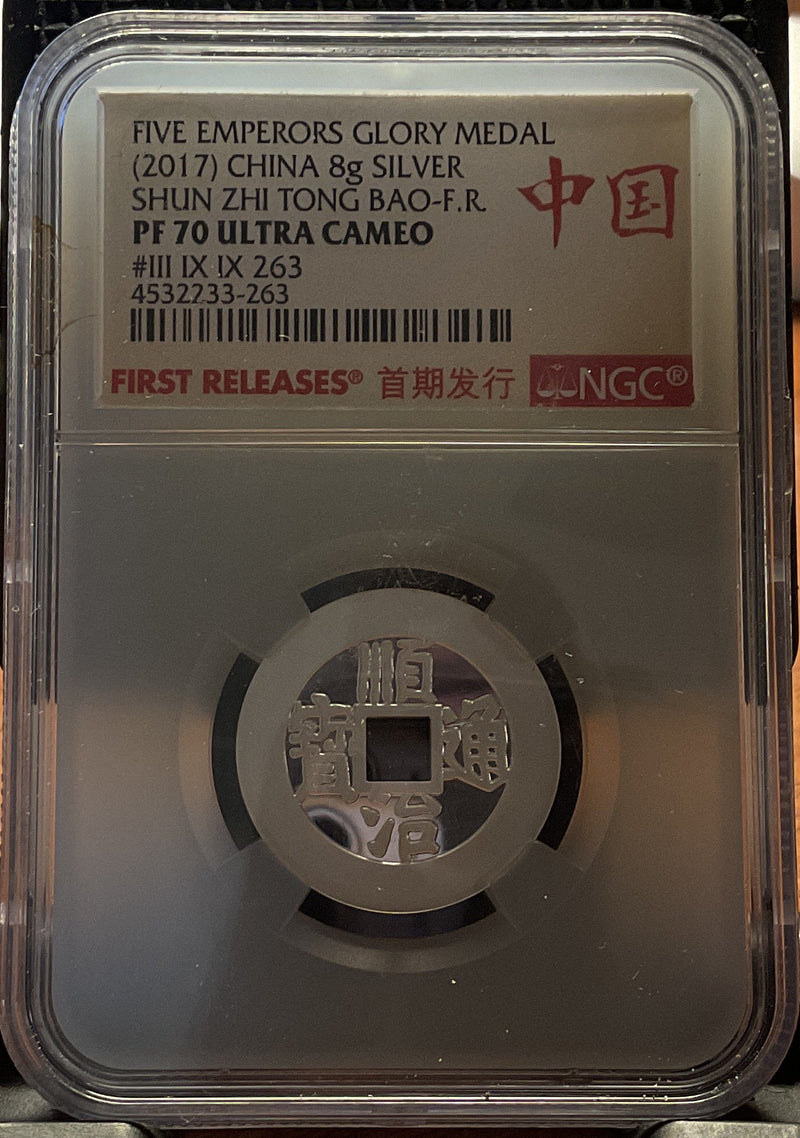 FIVE EMPERORS GLORY MEDAL
(2017) CHINA 8g SILVER
SHUN ZHI TONG BAO-F.R.
PF 70 ULTRA CAMEO
#III IX IX 263
4532233-263
中国
FIRST RELEASES® 首期发行 NGC®
順
寶 通
治